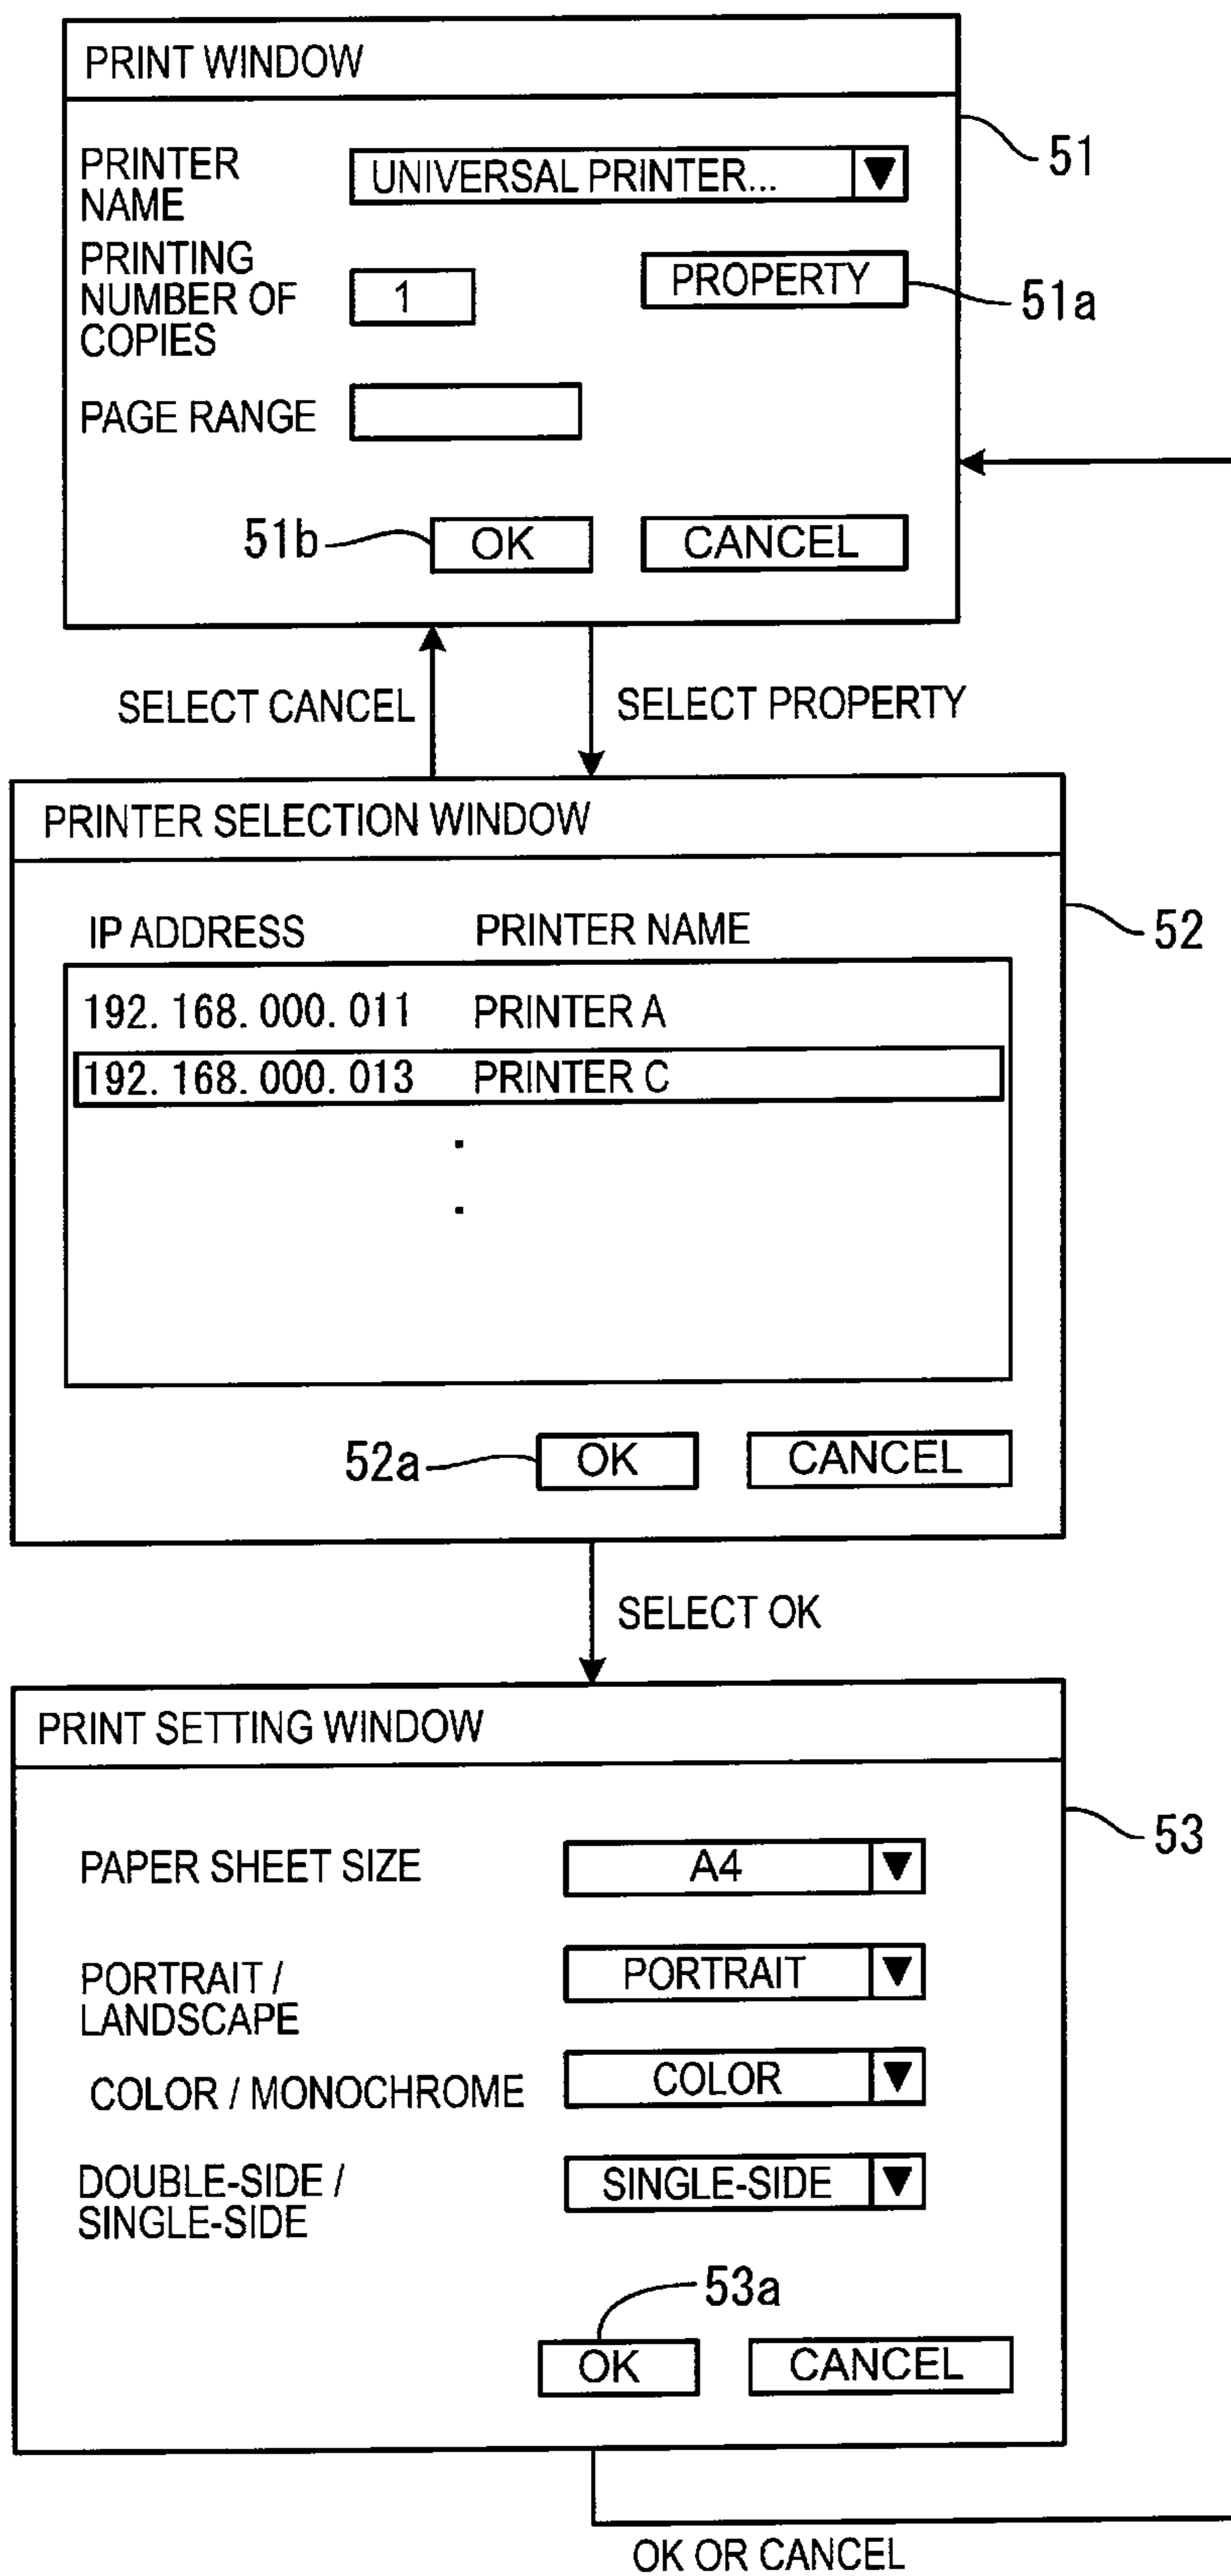 PRINT WINDOW
51
PRINTER
NAME
UNIVERSAL PRINTER...
PRINTING
NUMBER OF
COPIES
1
PROPERTY
51a
PAGE RANGE
51b
OK
CANCEL
SELECT CANCEL
SELECT PROPERTY
PRINTER SELECTION WINDOW
52
IP ADDRESS PRINTER NAME
192. 168. 000. 011 PRINTER A
192. 168. 000. 013 PRINTER C
.
.
52a
OK
CANCEL
SELECT OK
PRINT SETTING WINDOW
53
PAPER SHEET SIZE
A4
PORTRAIT /
LANDSCAPE
PORTRAIT
COLOR / MONOCHROME
COLOR
DOUBLE-SIDE /
SINGLE-SIDE
SINGLE-SIDE
53a
OK
CANCEL
OK OR CANCEL